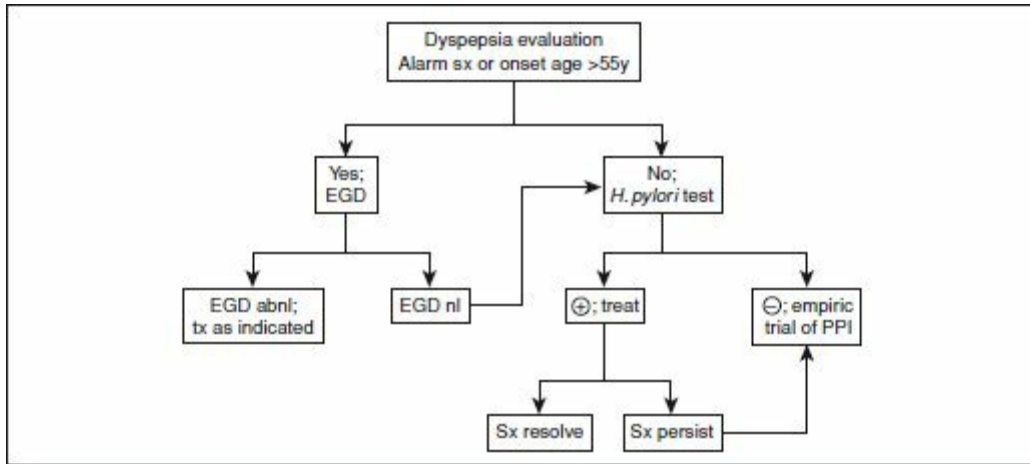 Dyspepsia evaluation
Alarm sx or onset age >55y
Yes;
EGD
No;
H. pylori test
EGD abnl;
tx as indicated
EGD nl
⊕; treat
⊖; empiric
trial of PPI
Sx resolve
Sx persist